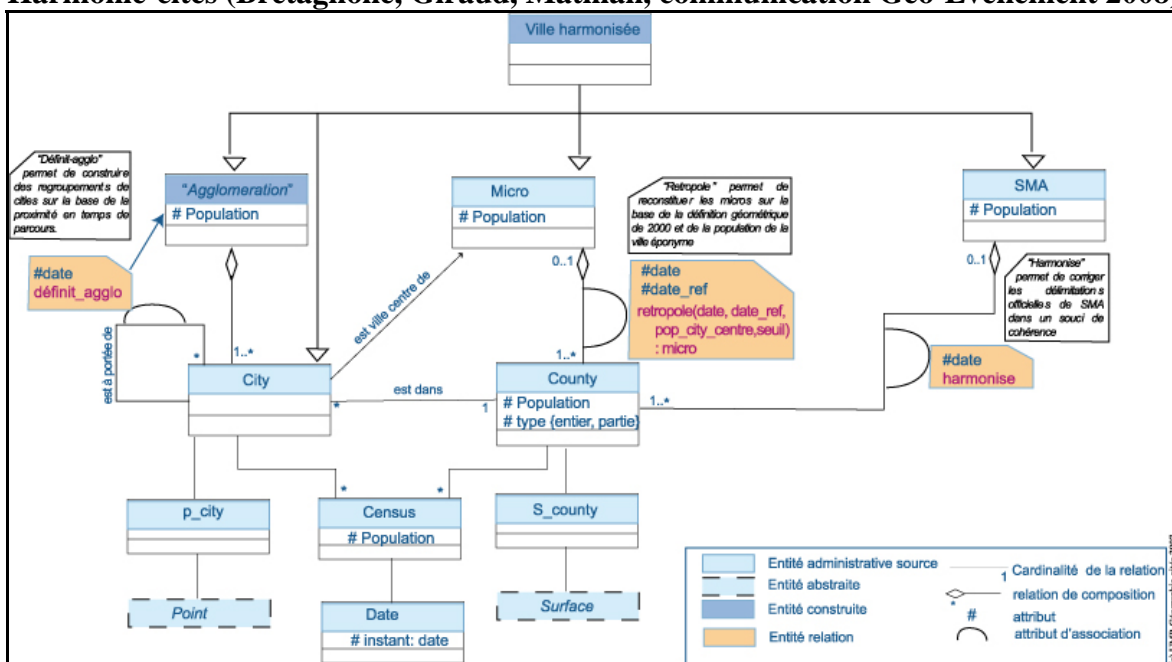 Harmonie-cités (Bretagnolle, Giraud, Mathian, communication Géo-Evénement 2008)
Ville harmonisée
"Définit-agglo"
permet de construire
des regroupements de
cities sur la base de la
proximité en temps de
parcours.
"Agglomeration"
# Population
Micro
# Population
"Retropole" permet de
reconstituer les micros sur la
base de la définition géométrique
de 2000 et de la population de la
ville éponyme
SMA
# Population
#date
définit_agglo
0..1
#date
#date_ref
retropole(date, date_ref,
pop_city_centre,seuil)
: micro
0..1
"Harmonise"
permet de corriger
les délimitations
officielles de SMA
dans un souci de
cohérence
est ville centre de
est à portée de
*
1..*
1..*
#date
harmonise
City
est dans
*
1
County
# Population
# type {entier, partie}
1..*
*
*
p_city
Census
# Population
S_county
Point
Date
# instant: date
Surface
Entité administrative source
Entité abstraite
Entité construite
Entité relation
1
Cardinalité de la relation
*
relation de composition
#
attribut
attribut d'association